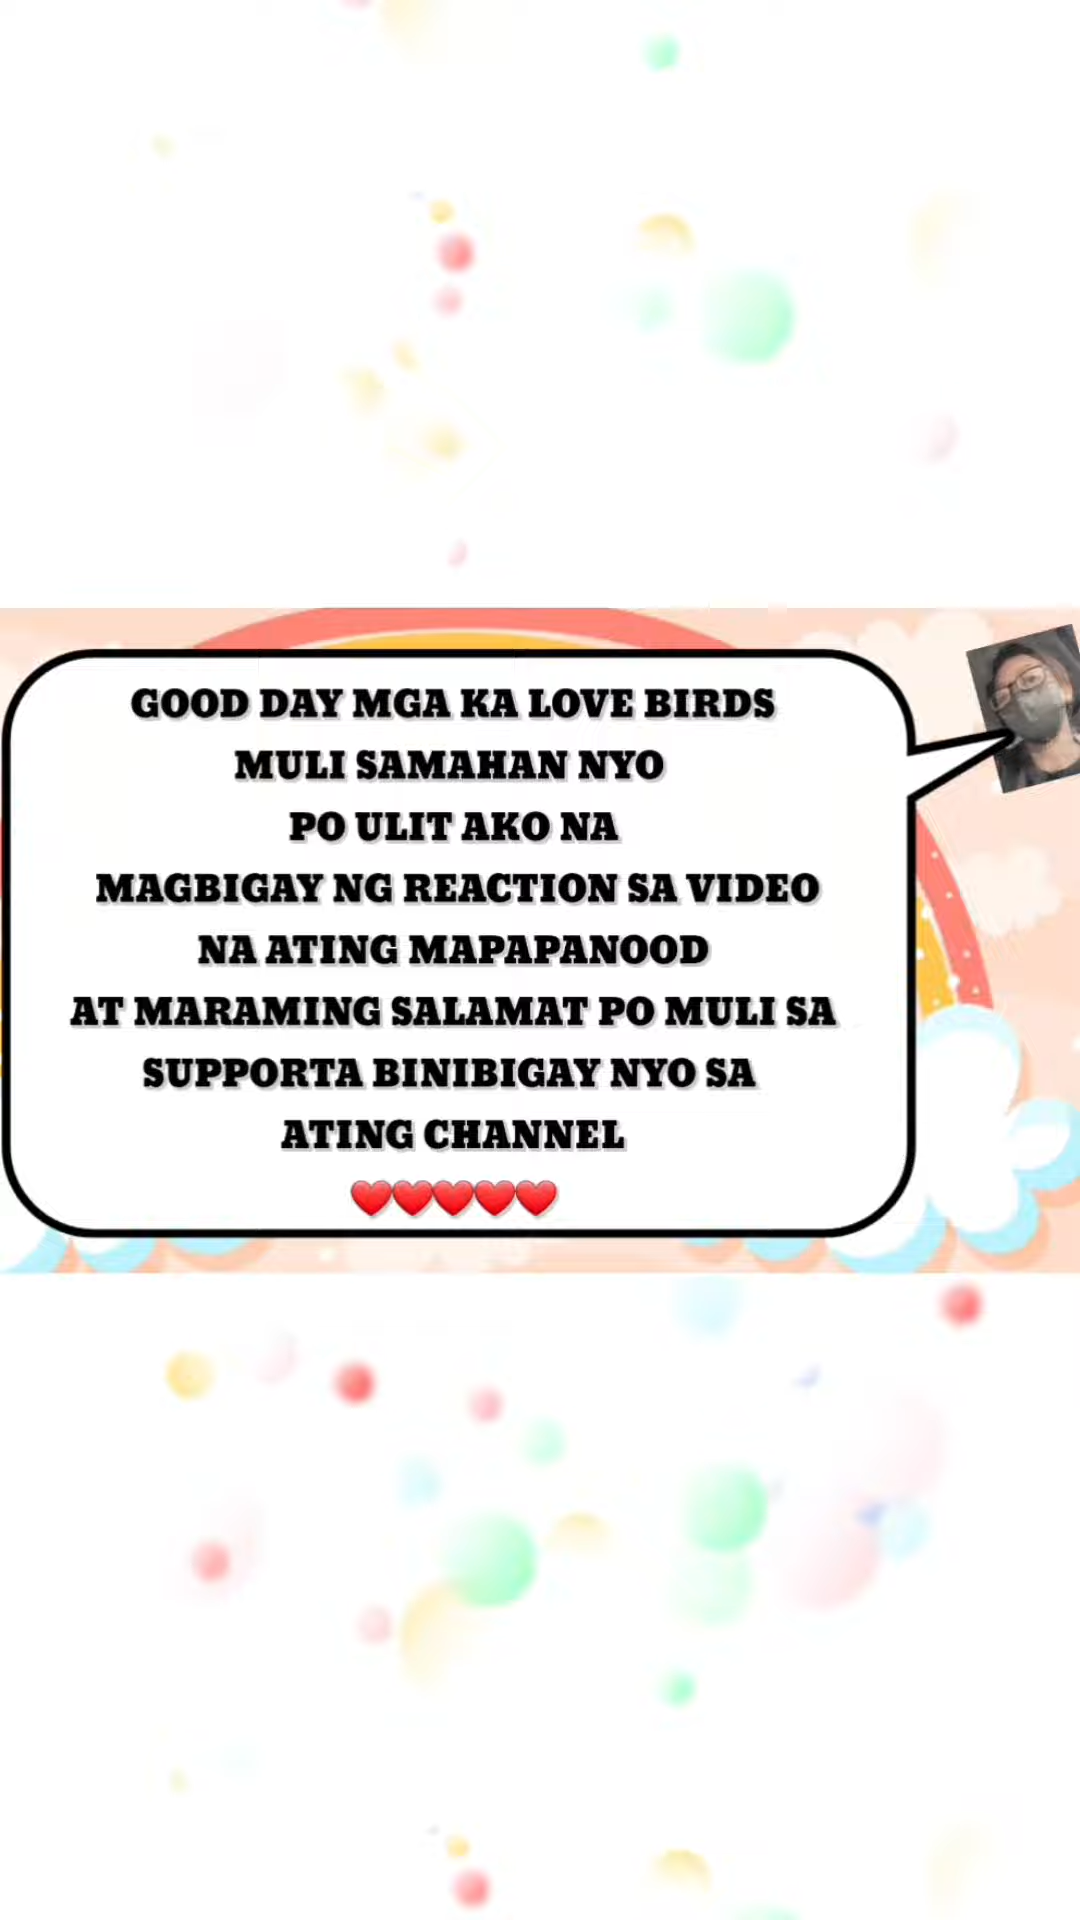 GOOD DAY MGA KA LOVE BIRDS
MULI SAMAHAN NYO
PO ULIT AKO NA
MAGBIGAY NG REACTION SA VIDEO
NA ATING MAPAPANOOD
AT MARAMING SALAMAT PO MULI SA
SUPPORTA BINIBIGAY NYO SA
ATING CHANNEL
❤️❤️❤️❤️❤️